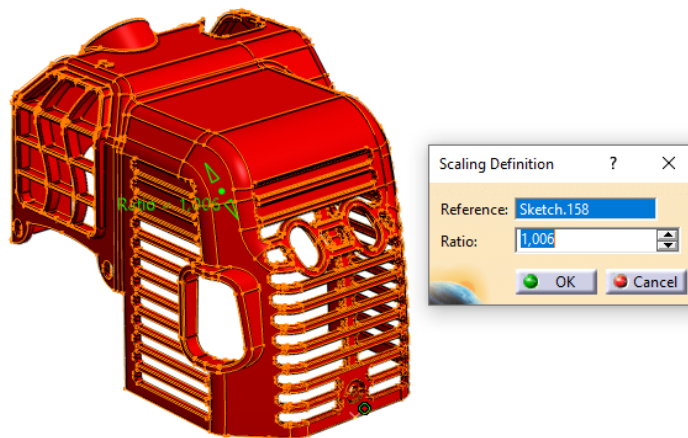 Scaling Definition ? ×
Reference: Sketch.158
Ratio: 1,006
OK Cancel
Ratio = 1,006